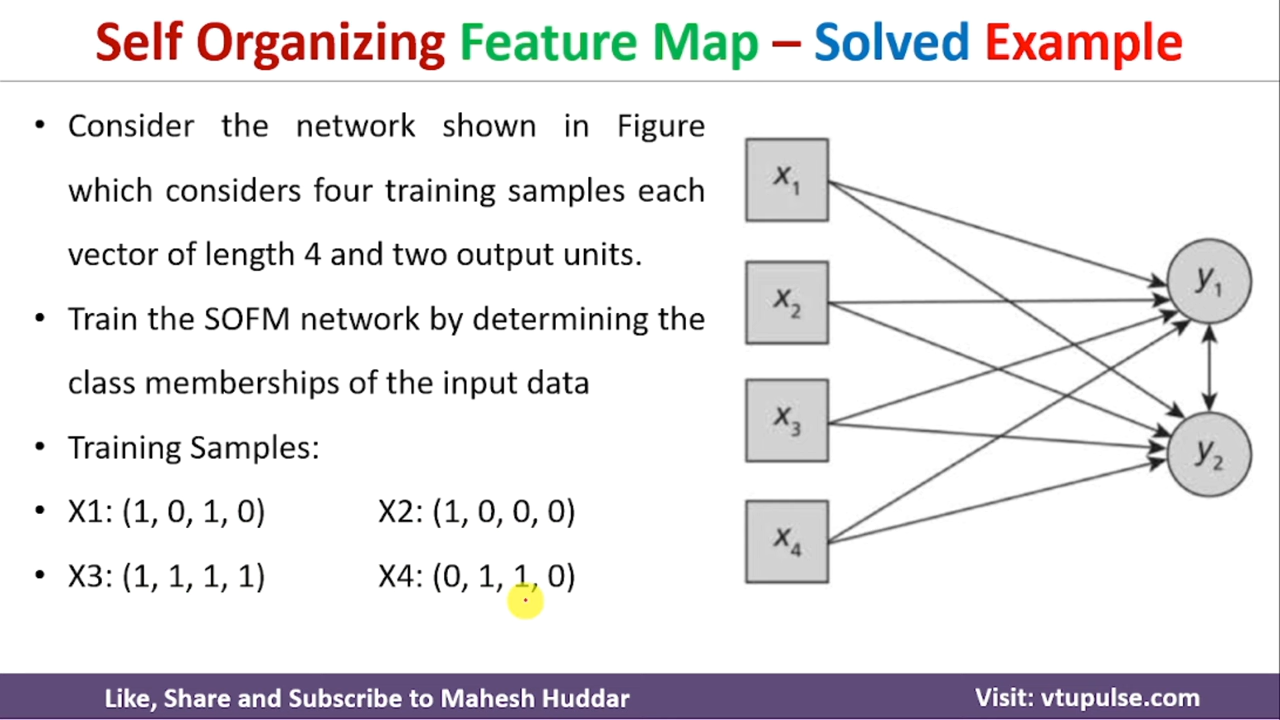 Self Organizing Feature Map – Solved Example
• Consider the network shown in Figure
which considers four training samples each
vector of length 4 and two output units.
• Train the SOFM network by determining the
class memberships of the input data
• Training Samples:
• X1: (1, 0, 1, 0) X2: (1, 0, 0, 0)
• X3: (1, 1, 1, 1) X4: (0, 1, 1, 0)
x₁
x₂
x₃
x₄
y₁
y₂
Like, Share and Subscribe to Mahesh Huddar
Visit: vtupulse.com